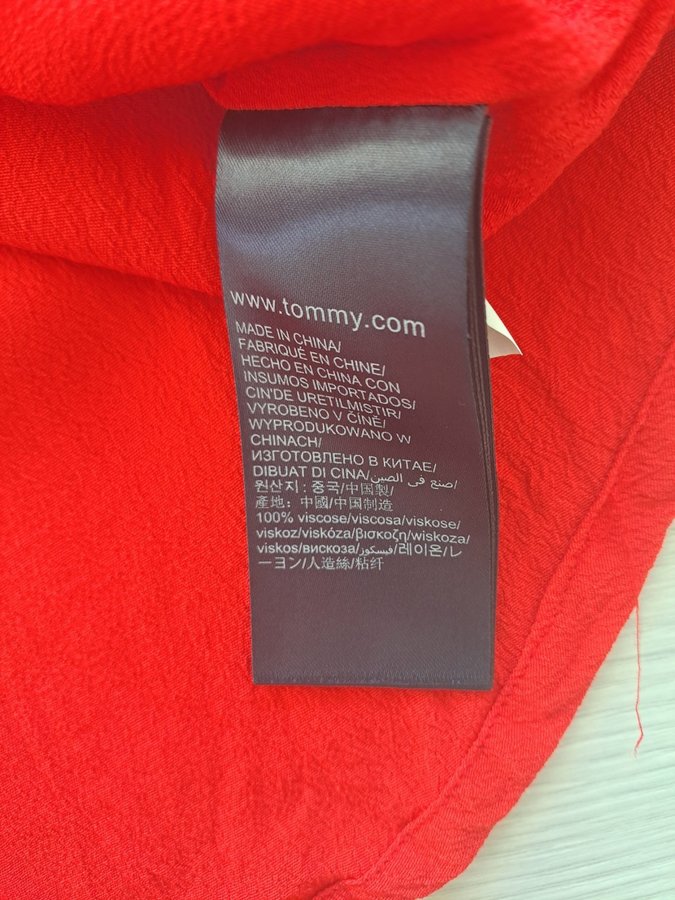 www.tommy.com
MADE IN CHINA/
FABRIQUÉ EN CHINE/
HECHO EN CHINA CON
INSUMOS IMPORTADOS/
CIN'DE URETILMISTIR/
VYROBENO V ČÍNĚ/
WYPRODUKOWANO W
CHINACH/
ИЗГОТОВЛЕНО В КИТАЕ/
DIBUAT DI CINA/صنع في الصين/
원산지 : 중국/中国製/
產地：中國/中国制造
100% viscose/viscosa/viskose/
viskoz/viskóza/βισκοζη/wiskoza/
viskos/вискоза/فيسكوز/레이온/レ
ーヨン/人造絲/粘纤